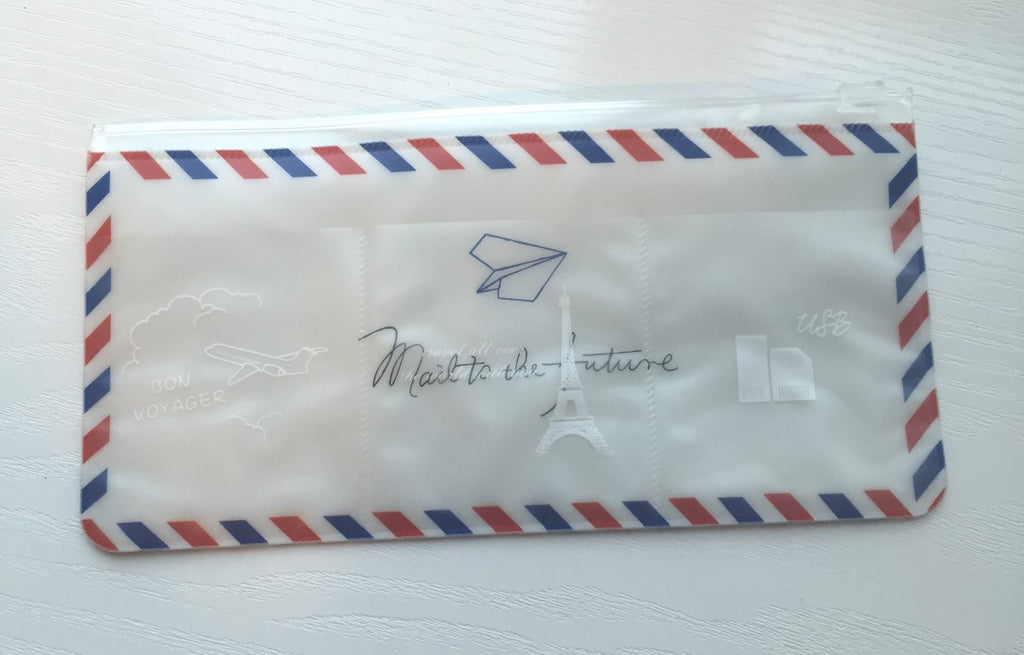 Mail to the future
BON
VOYAGER
USB